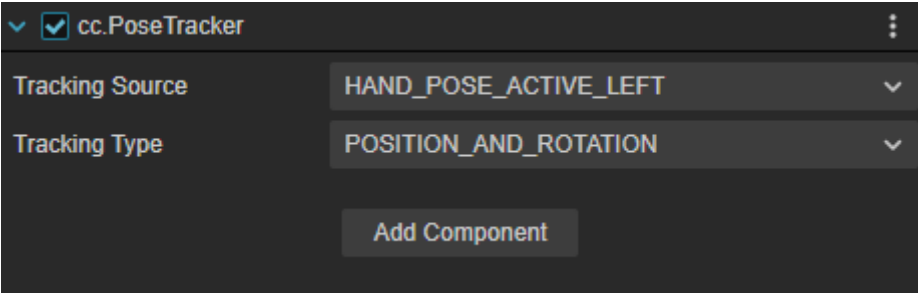 cc.PoseTracker
Tracking Source HAND_POSE_ACTIVE_LEFT
Tracking Type POSITION_AND_ROTATION
Add Component